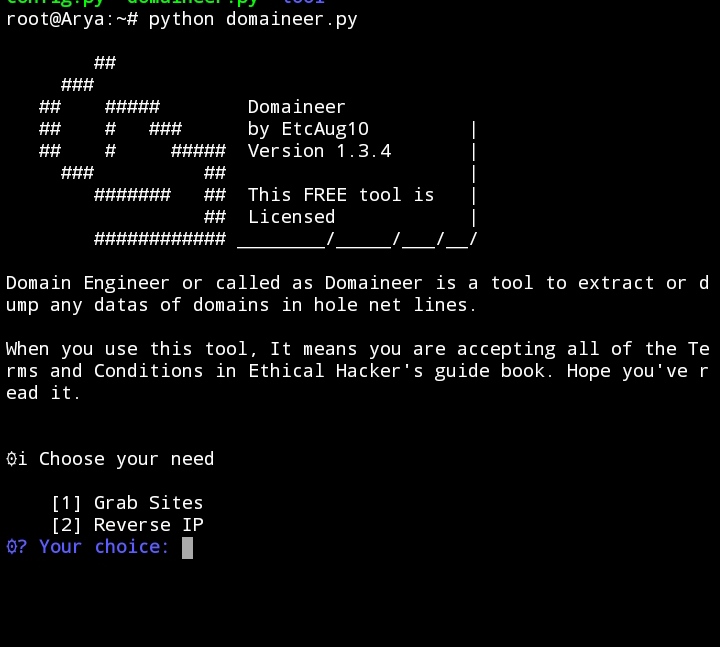 config.py domaineer.py tool
root@Arya:~# python domaineer.py
##
###
## ##### Domaineer
## # ### by EtcAug10 |
## # ##### Version 1.3.4 |
### ## |
####### ## This FREE tool is |
## Licensed |
############ ________/_____/___/__/
Domain Engineer or called as Domaineer is a tool to extract or d
ump any datas of domains in hole net lines.
When you use this tool, It means you are accepting all of the Te
rms and Conditions in Ethical Hacker's guide book. Hope you've r
ead it.
⚙i Choose your need
[1] Grab Sites
[2] Reverse IP
⚙? Your choice: